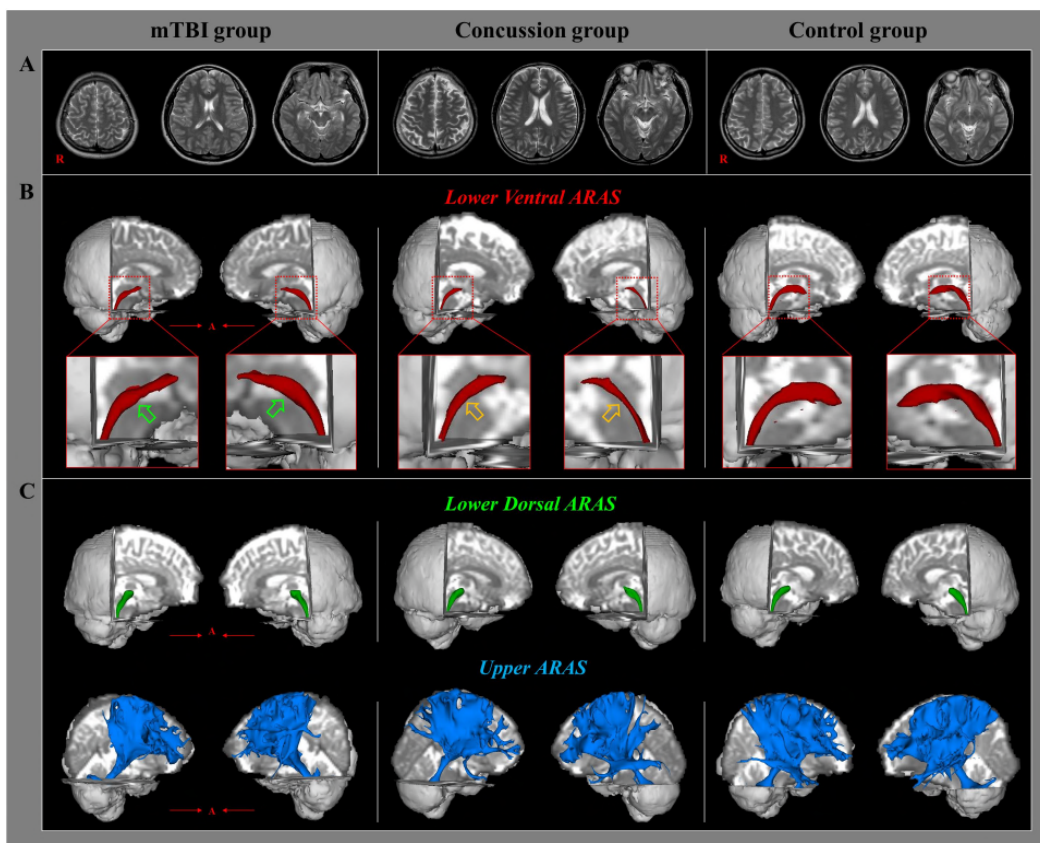 mTBI group Concussion group Control group
A
R R
B
Lower Ventral ARAS
A
C
Lower Dorsal ARAS
A
Upper ARAS
A